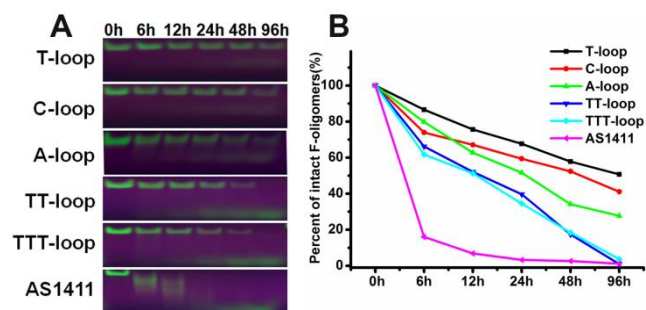 A
0h 6h 12h 24h 48h 96h
T-loop
C-loop
A-loop
TT-loop
TTT-loop
AS1411
B
Percent of intact F-oligomers(%)
100
80
60
40
20
0
0h 6h 12h 24h 48h 96h
T-loop
C-loop
A-loop
TT-loop
TTT-loop
AS1411